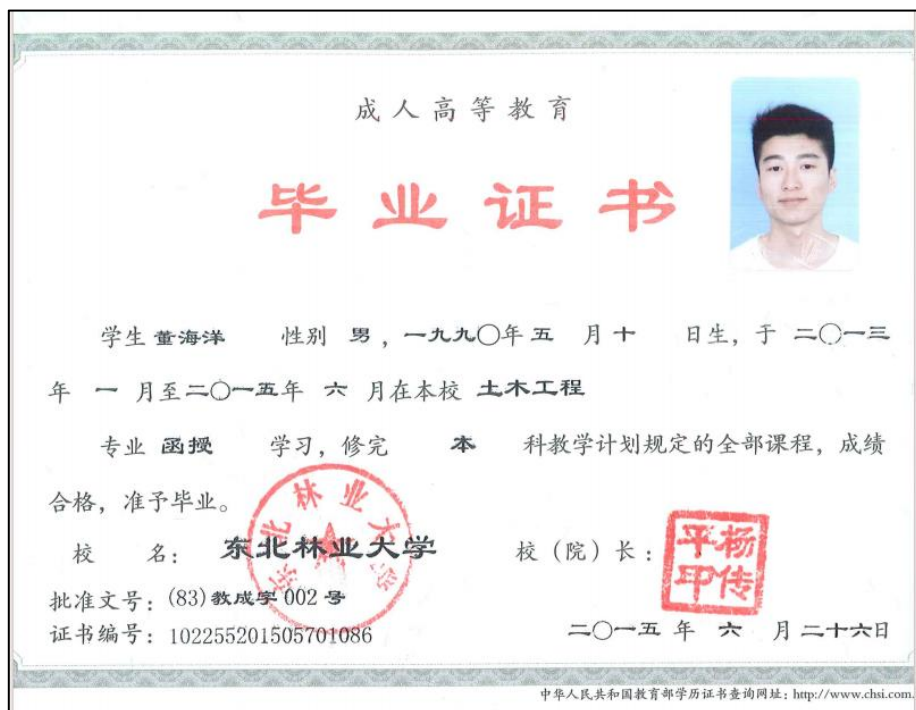 成人高等教育
毕业证书
学生 董海洋 性别 男，一九九〇年 五 月 十 日生，于 二〇一三
年 一 月至二〇一五年 六 月在本校 土木工程
专业 函授 学习，修完 本 科教学计划规定的全部课程，成绩
合格，准予毕业。
东北林业大学
校 名： 东北林业大学 校（院）长： 杨传平印
批准文号：(83)教成字 002 号
证书编号：102255201505701086 二〇一五 年 六 月 二十六日
中华人民共和国教育部学历证书查询网址：http://www.chsi.com.